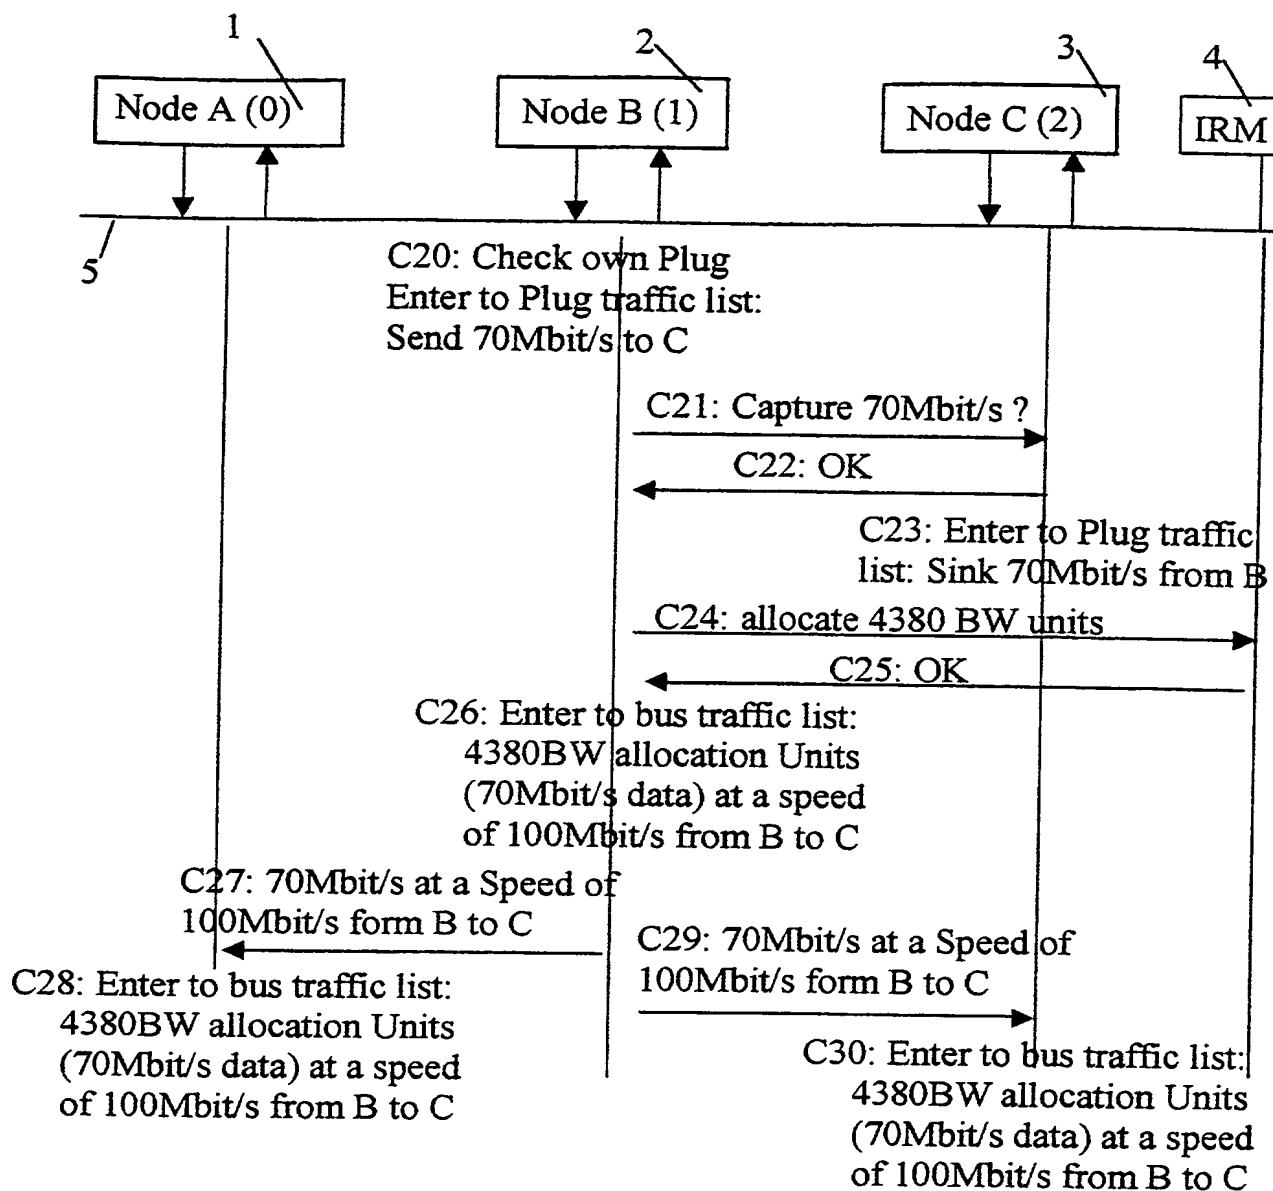 1
2
3
4
Node A (0)
Node B (1)
Node C (2)
IRM
5
C20: Check own Plug
Enter to Plug traffic list:
Send 70Mbit/s to C
C21: Capture 70Mbit/s ?
C22: OK
C23: Enter to Plug traffic
list: Sink 70Mbit/s from B
C24: allocate 4380 BW units
C25: OK
C26: Enter to bus traffic list:
4380BW allocation Units
(70Mbit/s data) at a speed
of 100Mbit/s from B to C
C27: 70Mbit/s at a Speed of
100Mbit/s form B to C
C28: Enter to bus traffic list:
4380BW allocation Units
(70Mbit/s data) at a speed
of 100Mbit/s from B to C
C29: 70Mbit/s at a Speed of
100Mbit/s form B to C
C30: Enter to bus traffic list:
4380BW allocation Units
(70Mbit/s data) at a speed
of 100Mbit/s from B to C